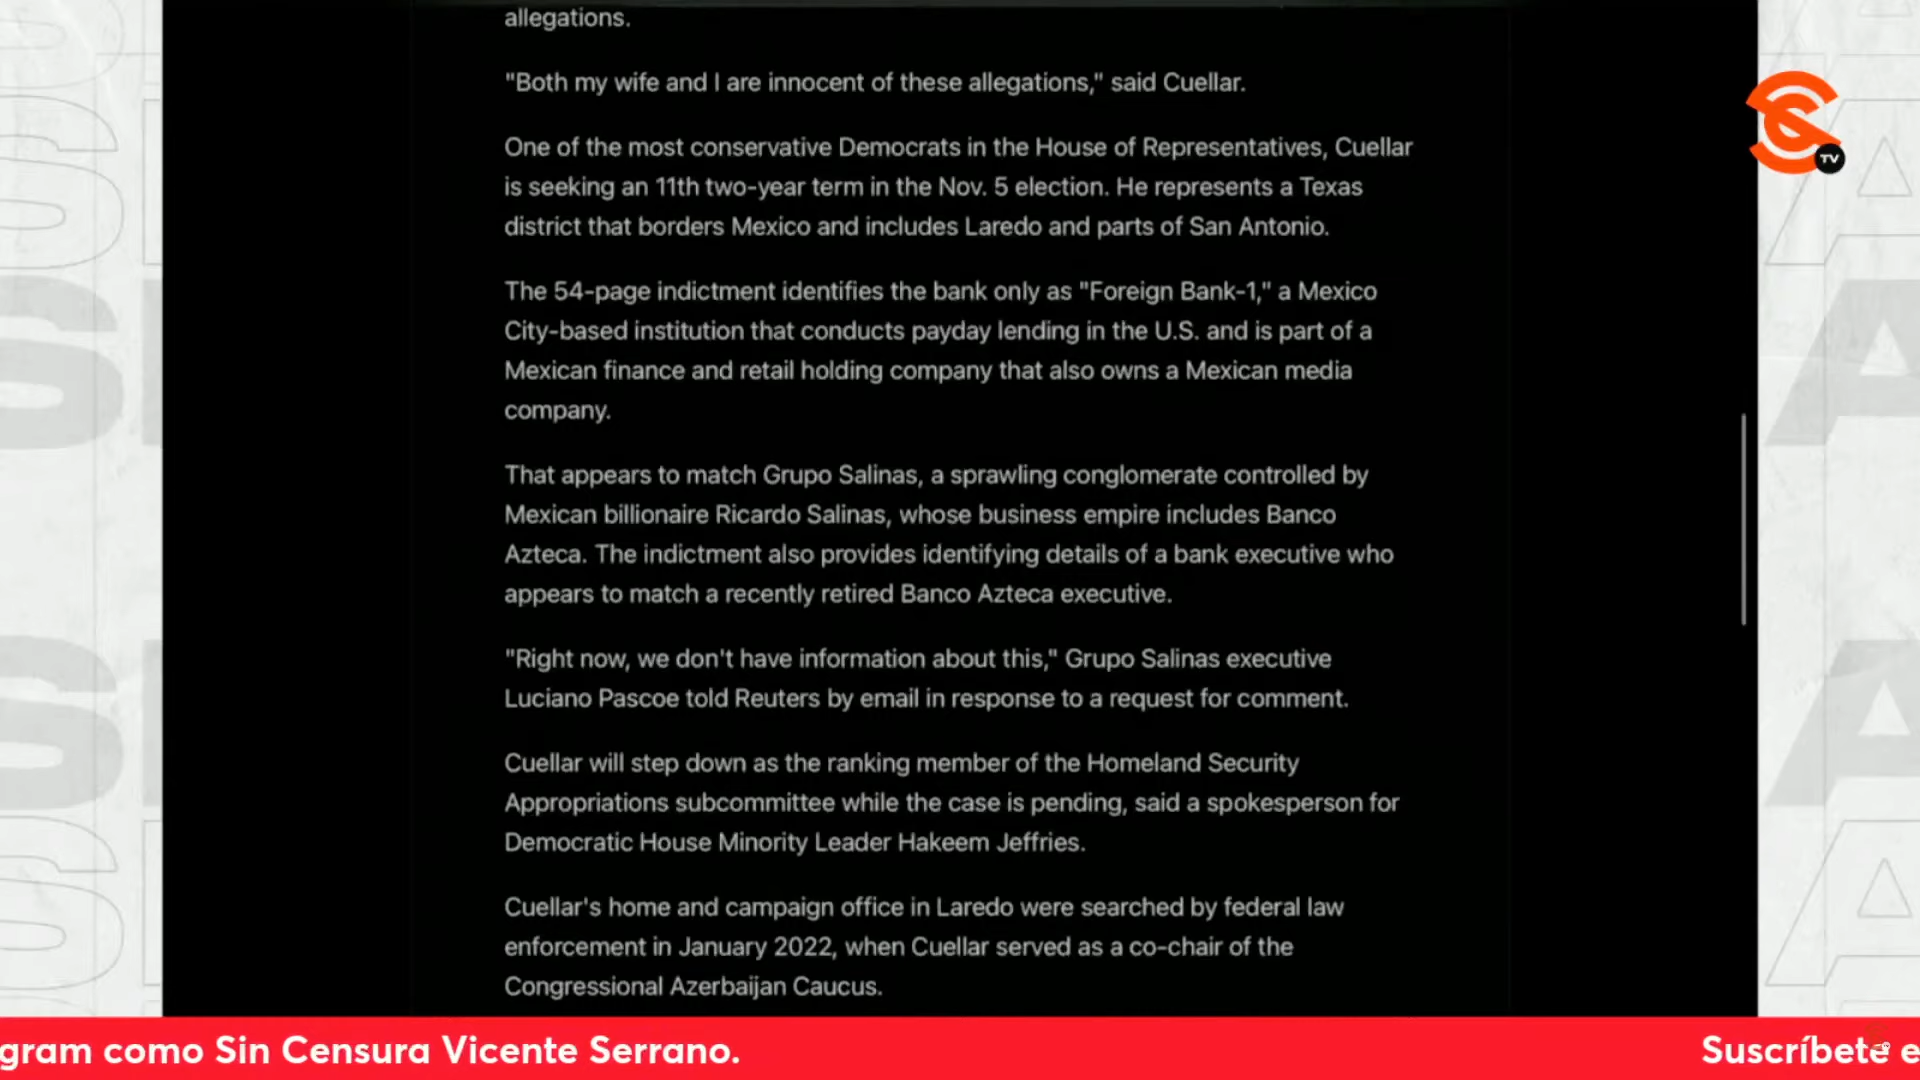 allegations.
"Both my wife and I are innocent of these allegations," said Cuellar.
One of the most conservative Democrats in the House of Representatives, Cuellar
is seeking an 11th two-year term in the Nov. 5 election. He represents a Texas
district that borders Mexico and includes Laredo and parts of San Antonio.
The 54-page indictment identifies the bank only as "Foreign Bank-1," a Mexico
City-based institution that conducts payday lending in the U.S. and is part of a
Mexican finance and retail holding company that also owns a Mexican media
company.
That appears to match Grupo Salinas, a sprawling conglomerate controlled by
Mexican billionaire Ricardo Salinas, whose business empire includes Banco
Azteca. The indictment also provides identifying details of a bank executive who
appears to match a recently retired Banco Azteca executive.
"Right now, we don't have information about this," Grupo Salinas executive
Luciano Pascoe told Reuters by email in response to a request for comment.
Cuellar will step down as the ranking member of the Homeland Security
Appropriations subcommittee while the case is pending, said a spokesperson for
Democratic House Minority Leader Hakeem Jeffries.
Cuellar's home and campaign office in Laredo were searched by federal law
enforcement in January 2022, when Cuellar served as a co-chair of the
Congressional Azerbaijan Caucus.
TV
gram como Sin Censura Vicente Serrano.
Suscríbete e